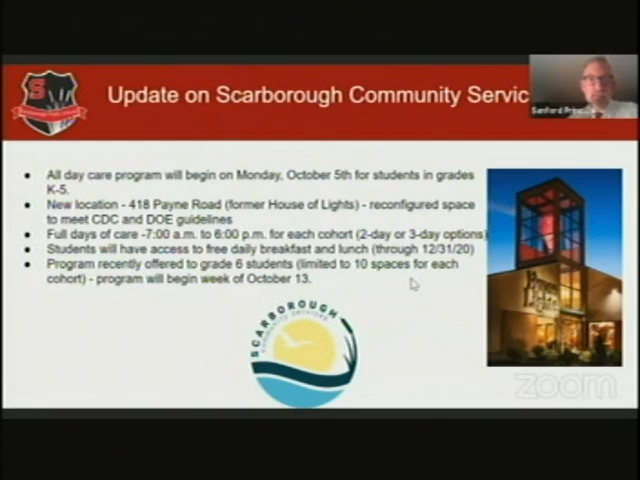 Update on Scarborough Community Servic
Sanford
S
All day care program will begin on Monday, October 5th for students in grades
K-5.
New location - 418 Payne Road (former House of Lights) - reconfigured space
to meet CDC and DOE guidelines
Full days of care -7:00 a.m. to 6:00 p.m. for each cohort (2-day or 3-day options)
Students will have access to free daily breakfast and lunch (through 12/31/20)
Program recently offered to grade 6 students (limited to 10 spaces for each
cohort) - program will begin week of October 13.
House
Lights
SCARBOROUGH
COMMUNITY SERVICES
zoom